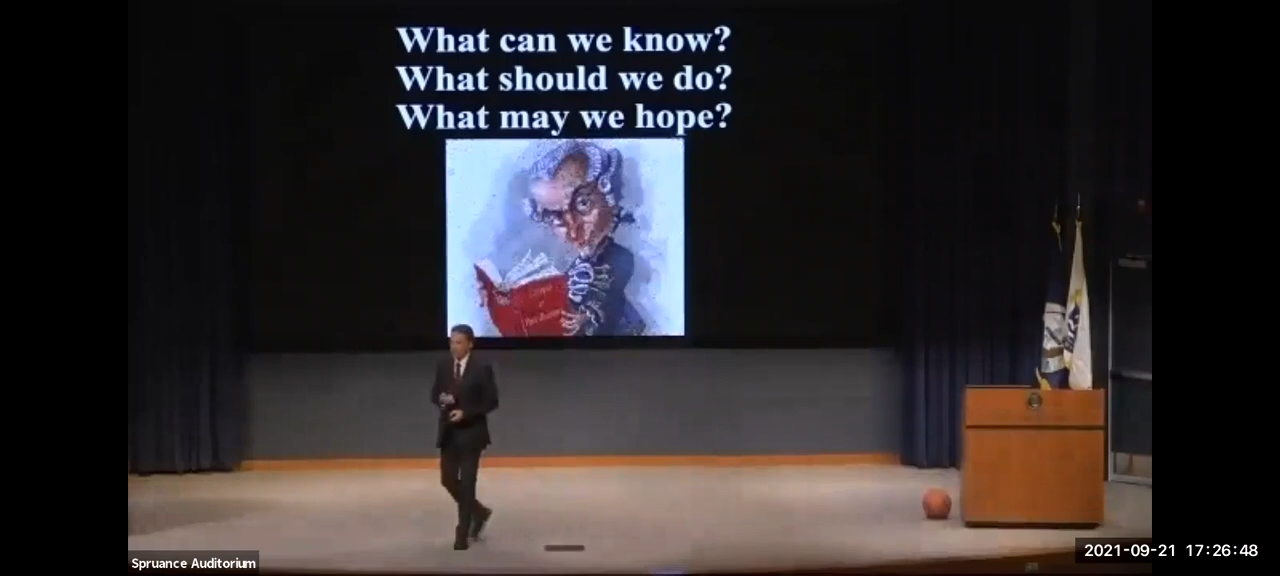 What can we know?
What should we do?
What may we hope?
Spruance Auditorium
2021-09-21 17:26:48